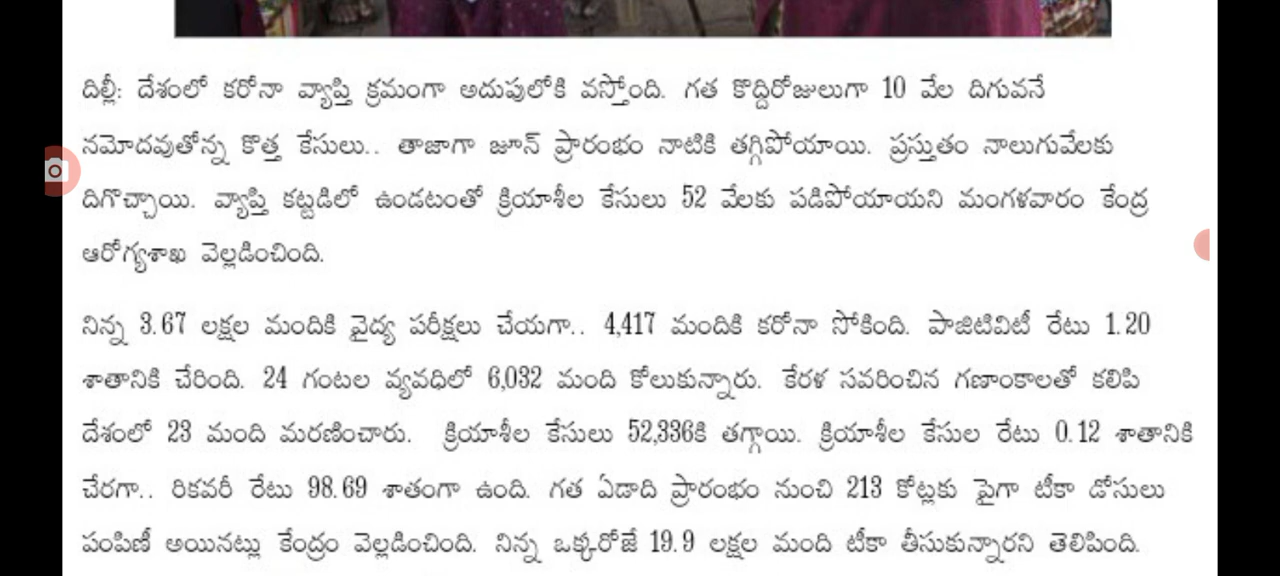 దిల్లీ: దేశంలో కరోనా వ్యాప్తి క్రమంగా అదుపులోకి వస్తోంది. గత కొద్దిరోజులుగా 10 వేల దిగువనే
నమోదవుతోన్న కొత్త కేసులు.. తాజాగా జూన్ ప్రారంభం నాటికి తగ్గిపోయాయి. ప్రస్తుతం నాలుగువేలకు
దిగొచ్చాయి. వ్యాప్తి కట్టడిలో ఉండటంతో క్రియాశీల కేసులు 52 వేలకు పడిపోయాయని మంగళవారం కేంద్ర
ఆరోగ్యశాఖ వెల్లడించింది.
నిన్న 3.67 లక్షల మందికి వైద్య పరీక్షలు చేయగా.. 4,417 మందికి కరోనా సోకింది. పాజిటివిటీ రేటు 1.20
శాతానికి చేరింది. 24 గంటల వ్యవధిలో 6,032 మంది కోలుకున్నారు. కేరళ సవరించిన గణాంకాలతో కలిపి
దేశంలో 23 మంది మరణించారు. క్రియాశీల కేసులు 52,336కి తగ్గాయి. క్రియాశీల కేసుల రేటు 0.12 శాతానికి
చేరగా.. రికవరీ రేటు 98.69 శాతంగా ఉంది. గత ఏడాది ప్రారంభం నుంచి 213 కోట్లకు పైగా టీకా డోసులు
పంపిణీ అయినట్లు కేంద్రం వెల్లడించింది. నిన్న ఒక్కరోజే 19.9 లక్షల మంది టీకా తీసుకున్నారని తెలిపింది.